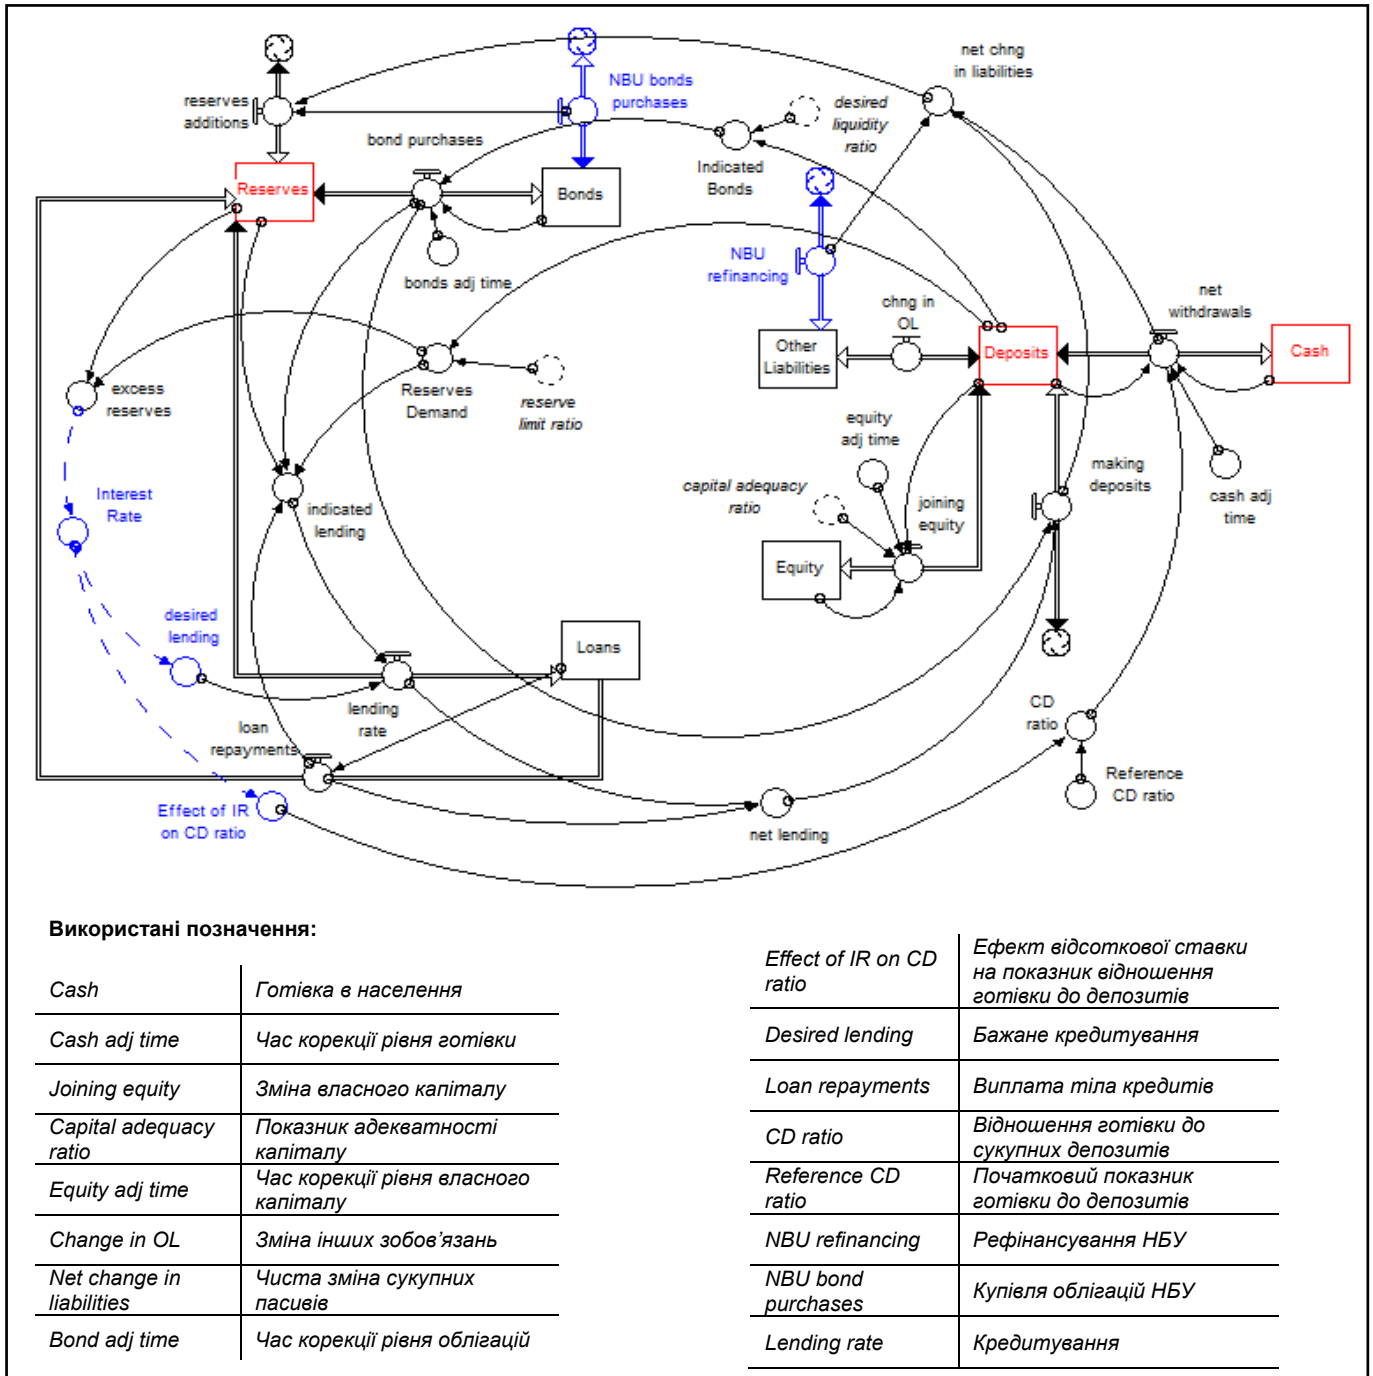 net chng
in liabilities
NBU bonds
purchases
reserves
additions
desired
liquidity
ratio
bond purchases
Indicated
Bonds
Reserves
Bonds
NBU
refinancing
bonds adj time
net
withdrawals
chng in
OL
Other
Liabilities
Deposits
Cash
excess
reserves
Reserves
Demand
reserve
limit ratio
equity
adj time
making
deposits
capital adequacy
ratio
joining
equity
cash adj
time
Interest
Rate
indicated
lending
Equity
desired
lending
Loans
lending
rate
loan
repayments
CD
ratio
Reference
CD ratio
Effect of IR
on CD ratio
net lending
Використані позначення:
Cash Готівка в населення
Cash adj time Час корекції рівня готівки
Joining equity Зміна власного капіталу
Capital adequacy Показник адекватності
ratio капіталу
Equity adj time Час корекції рівня власного
капіталу
Change in OL Зміна інших зобов’язань
Net change in Чиста зміна сукупних
liabilities пасивів
Bond adj time Час корекції рівня облігацій
Effect of IR on CD Ефект відсоткової ставки
ratio на показник відношення
готівки до депозитів
Desired lending Бажане кредитування
Loan repayments Виплата тіла кредитів
CD ratio Відношення готівки до
сукупних депозитів
Reference CD Початковий показник
ratio готівки до депозитів
NBU refinancing Рефінансування НБУ
NBU bond
purchases Купівля облігацій НБУ
Lending rate Кредитування